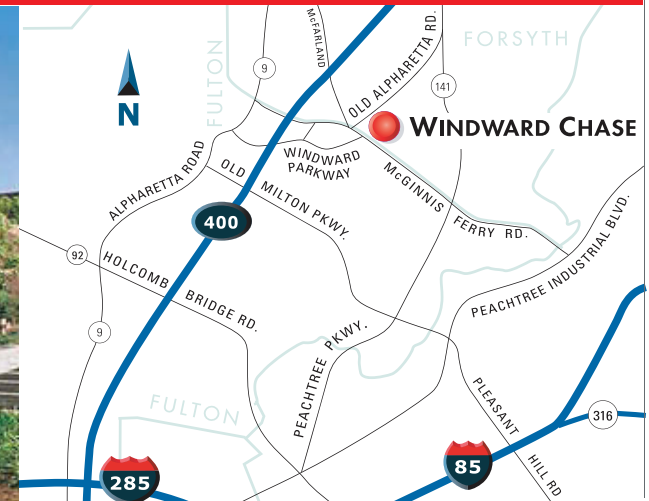 McFARLAND
OLD ALPHARETTA RD.
FORSYTH
9
FULTON
141
N
WINDWARD CHASE
WINDWARD
PARKWAY
ALPHARETTA ROAD
OLD MILTON PKWY.
McGINNIS FERRY RD.
400
92
HOLCOMB BRIDGE RD.
PEACHTREE INDUSTRIAL BLVD.
9
PEACHTREE PKWY.
FULTON
PLEASANT HILL RD
316
85
285